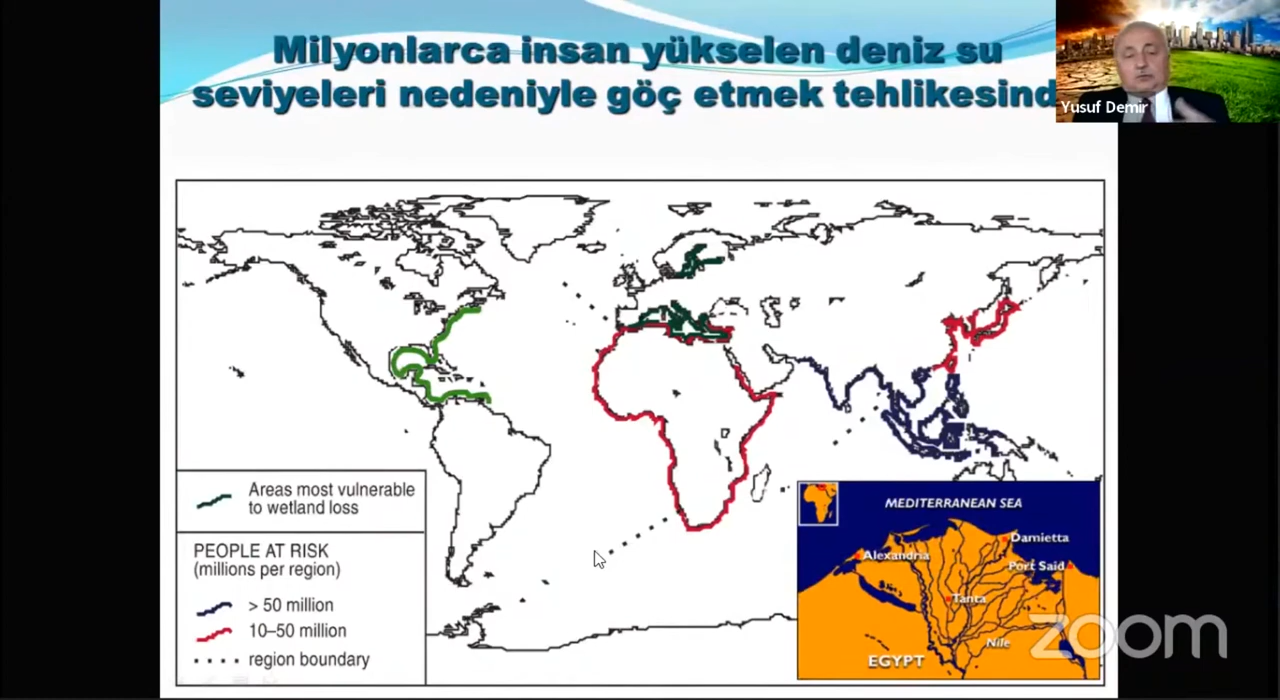 Milyonlarca insan yükselen deniz su
seviyeleri nedeniyle göç etmek tehlikesind
Yusuf Demir
Areas most vulnerable
to wetland loss
PEOPLE AT RISK
(millions per region)
> 50 million
10–50 million
region boundary
MEDITERRANEAN SEA
Damietta
Alexandria
Port Said
Tanta
Nile
EGYPT
zoom